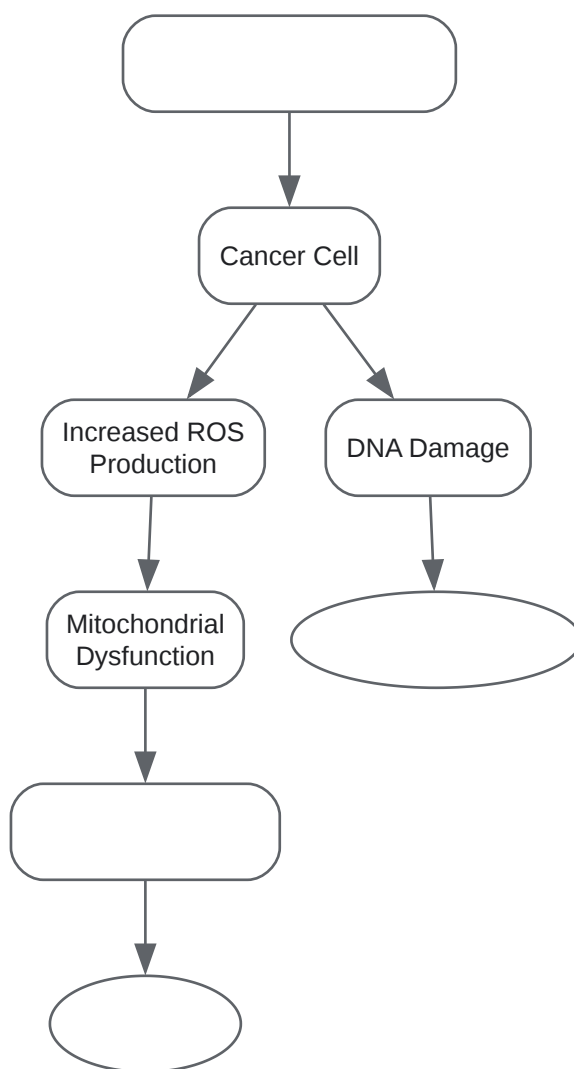 Cancer Cell
Increased ROS
Production
DNA Damage
Mitochondrial
Dysfunction